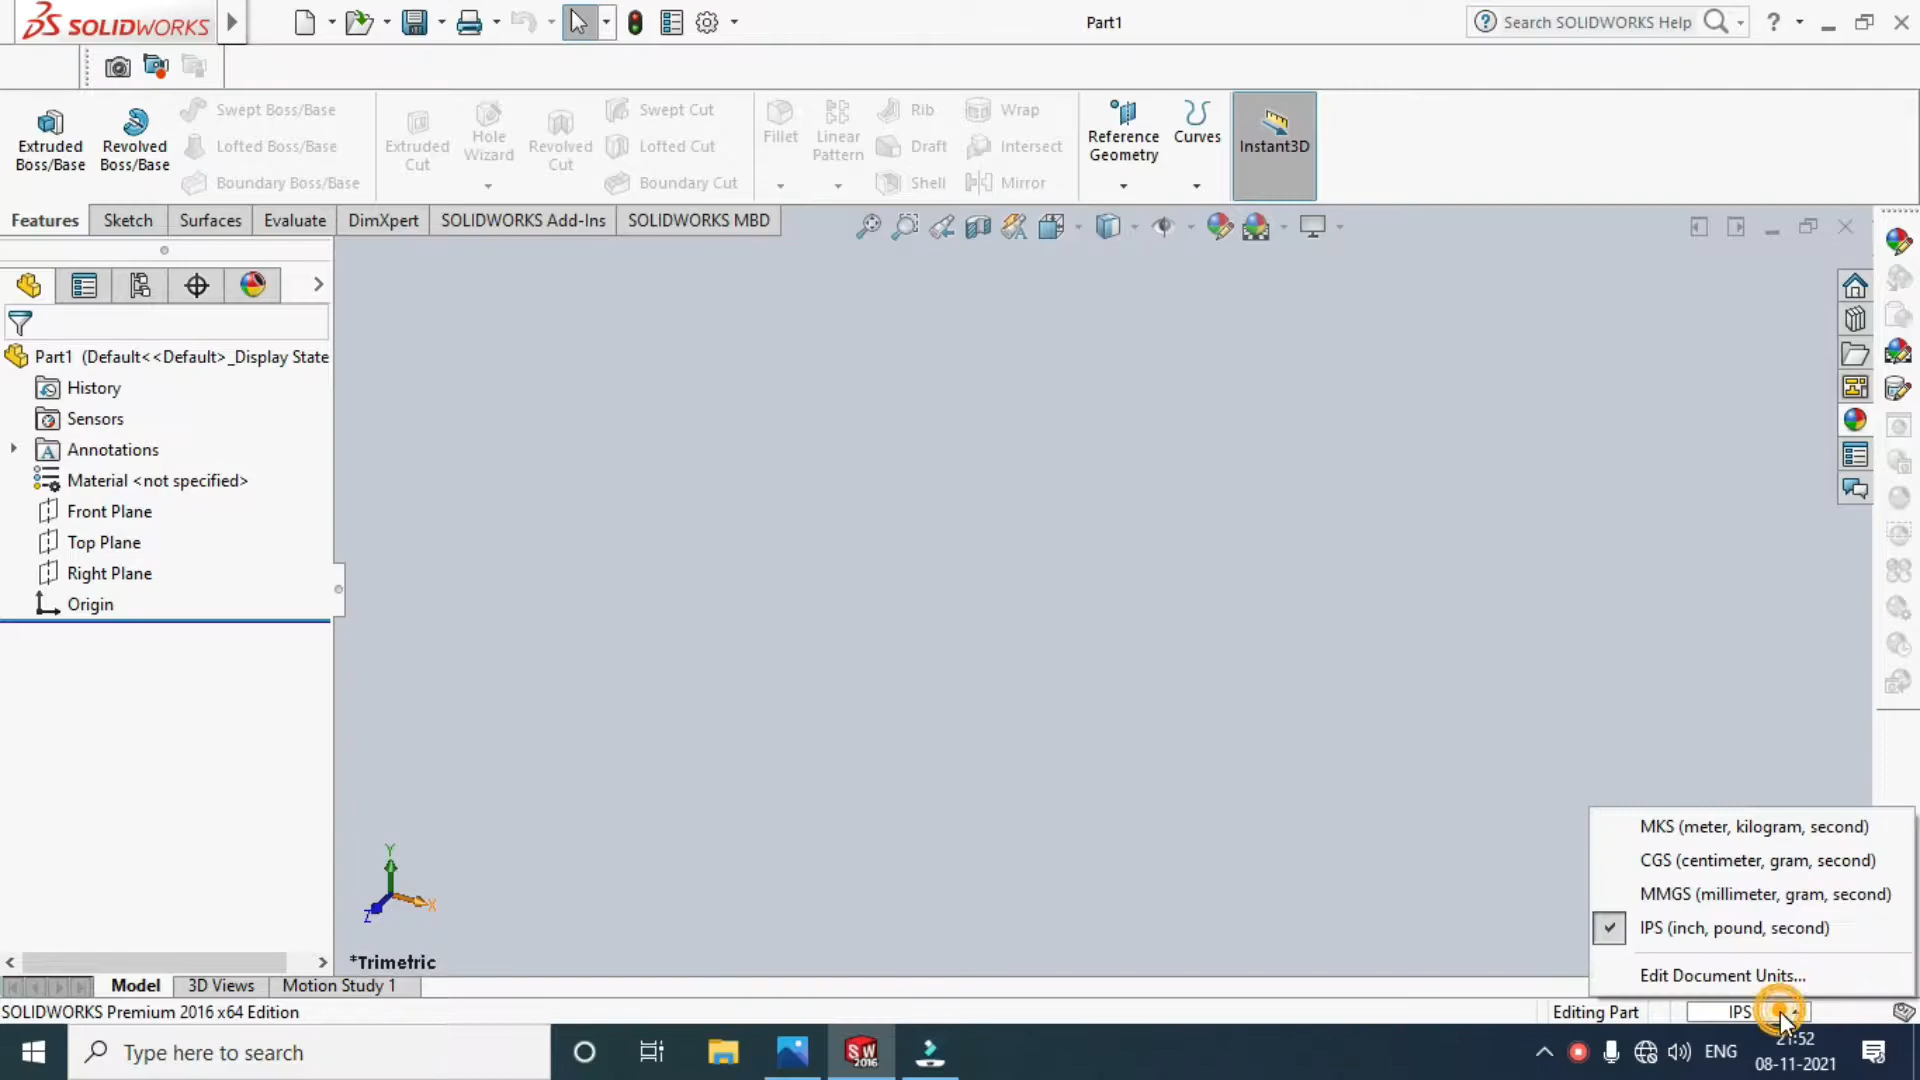 SOLIDWORKS
Part1
Search SOLIDWORKS Help
?
Extruded Boss/Base
Revolved Boss/Base
Swept Boss/Base
Lofted Boss/Base
Boundary Boss/Base
Extruded Cut
Hole Wizard
Revolved Cut
Swept Cut
Lofted Cut
Boundary Cut
Fillet
Linear Pattern
Rib
Draft
Shell
Wrap
Intersect
Mirror
Reference Geometry
Curves
Instant3D
Features
Sketch
Surfaces
Evaluate
DimXpert
SOLIDWORKS Add-Ins
SOLIDWORKS MBD
Part1 (Default<<Default>_Display State
History
Sensors
Annotations
Material <not specified>
Front Plane
Top Plane
Right Plane
Origin
Y
X
Z
*Trimetric
MKS (meter, kilogram, second)
CGS (centimeter, gram, second)
MMGS (millimeter, gram, second)
IPS (inch, pound, second)
Edit Document Units...
Model
3D Views
Motion Study 1
SOLIDWORKS Premium 2016 x64 Edition
Editing Part
IPS
Type here to search
SW 2016
ENG
21:52
08-11-2021